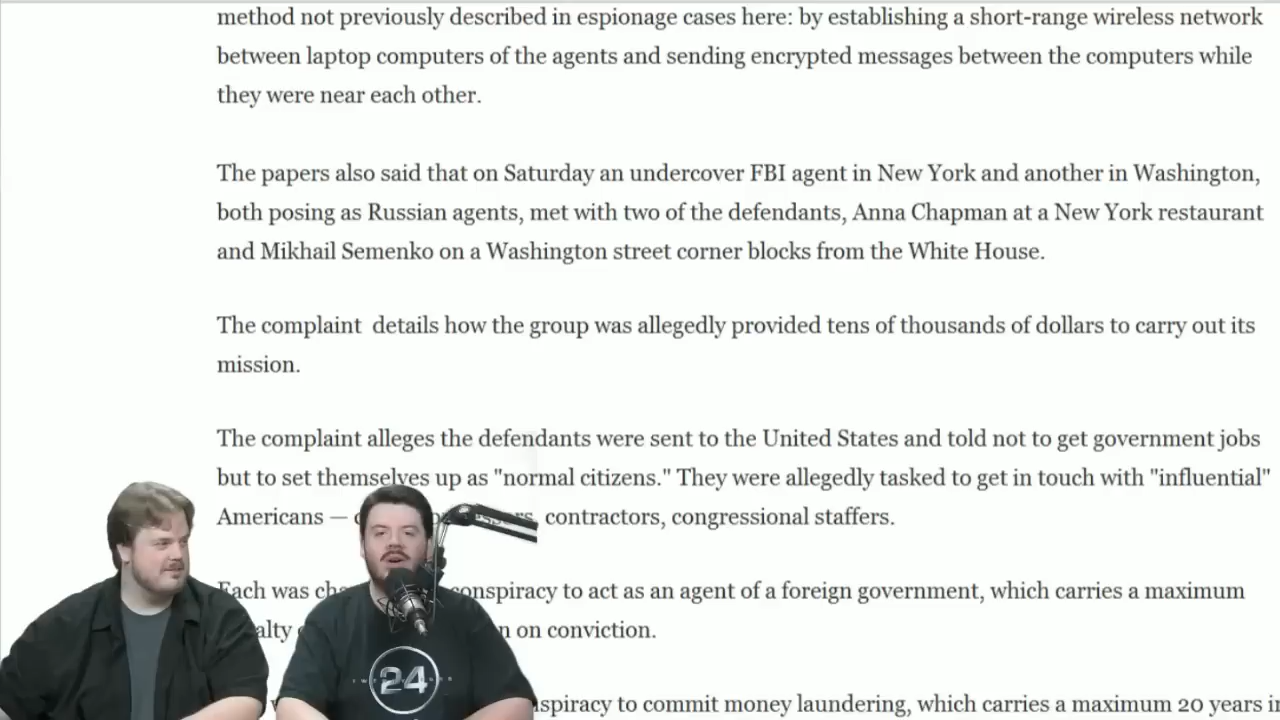 method not previously described in espionage cases here: by establishing a short-range wireless network
between laptop computers of the agents and sending encrypted messages between the computers while
they were near each other.
The papers also said that on Saturday an undercover FBI agent in New York and another in Washington,
both posing as Russian agents, met with two of the defendants, Anna Chapman at a New York restaurant
and Mikhail Semenko on a Washington street corner blocks from the White House.
The complaint details how the group was allegedly provided tens of thousands of dollars to carry out its
mission.
The complaint alleges the defendants were sent to the United States and told not to get government jobs
but to set themselves up as "normal citizens." They were allegedly tasked to get in touch with "influential"
Americans — contractors, congressional staffers.
Each was conspiracy to act as an agent of a foreign government, which carries a maximum
on conviction.
to commit money laundering, which carries a maximum 20 years
24